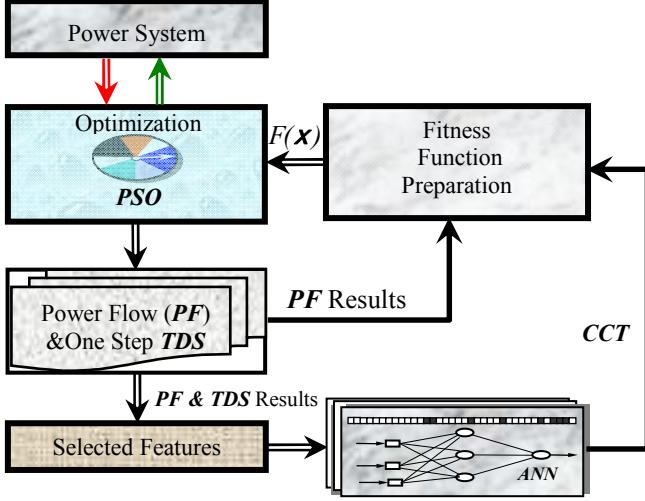 Power System
Optimization
PSO
F(x)
Fitness
Function
Preparation
Power Flow (PF)
&One Step TDS
PF Results
CCT
PF & TDS Results
Selected Features
ANN